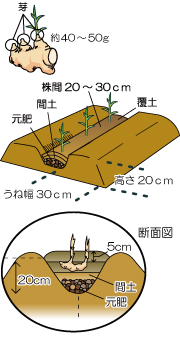 芽
約40～50g
株間20～30cm
間土
覆土
元肥
高さ20cm
うね幅30cm
断面図
5cm
20cm
間土
元肥